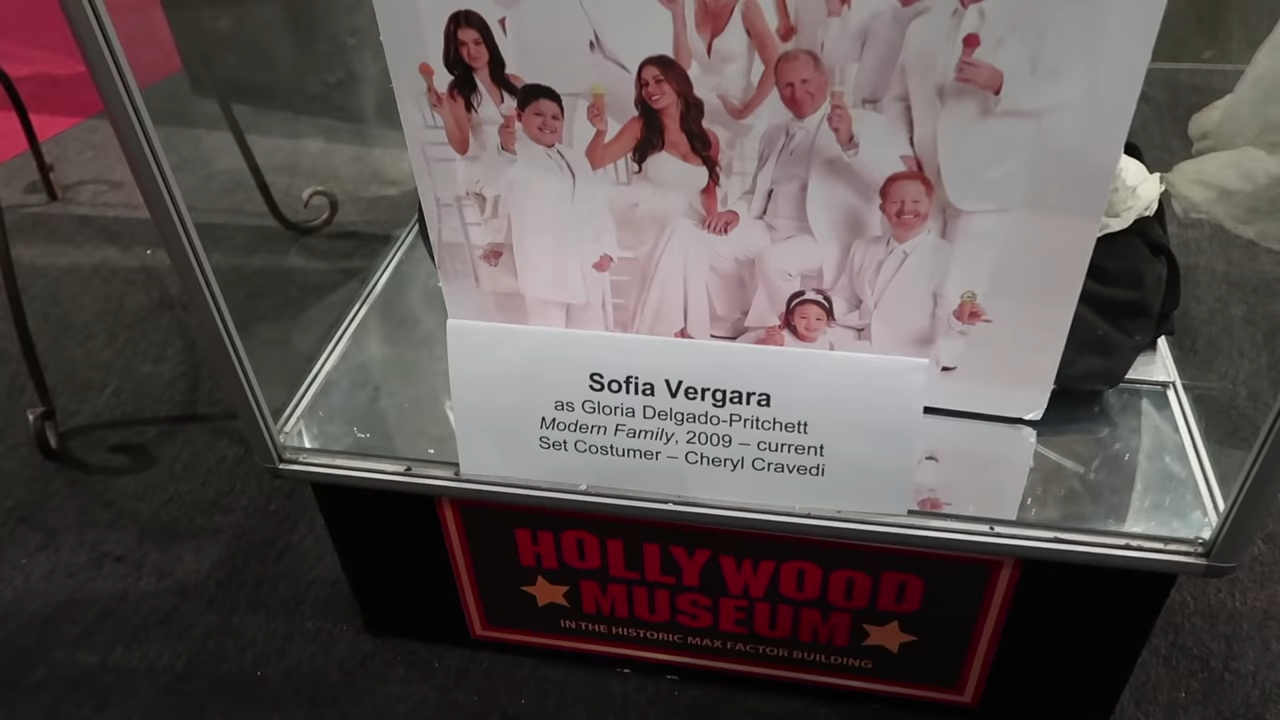 Sofia Vergara
as Gloria Delgado-Pritchett
Modern Family, 2009 – current
Set Costumer – Cheryl Cravedi
HOLLYWOOD
MUSEUM
IN THE HISTORIC MAX FACTOR BUILDING